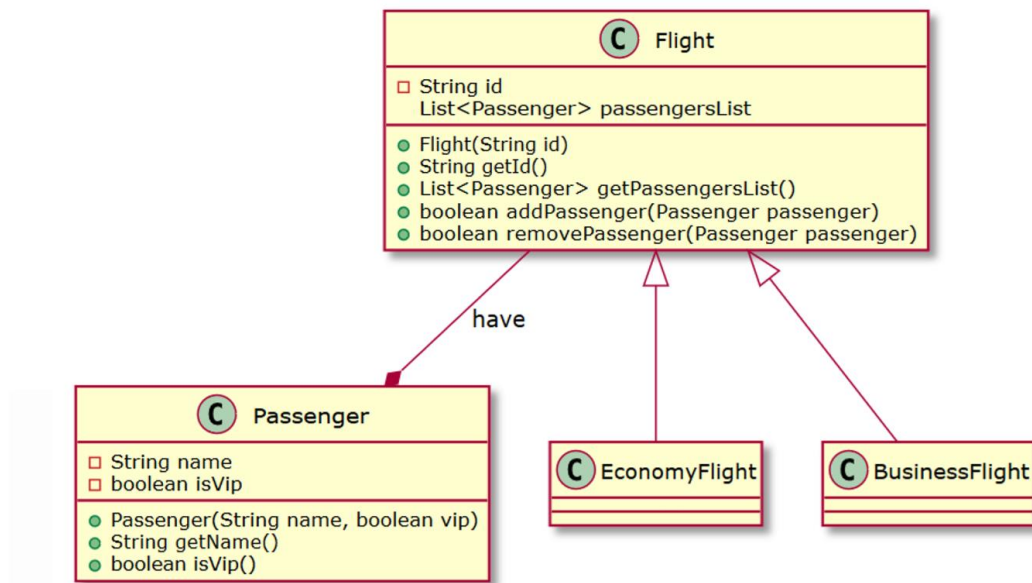 C Flight
String id
List<Passenger> passengersList
Flight(String id)
String getId()
List<Passenger> getPassengersList()
boolean addPassenger(Passenger passenger)
boolean removePassenger(Passenger passenger)
have
C Passenger
String name
boolean isVip
Passenger(String name, boolean vip)
String getName()
boolean isVip()
C EconomyFlight
C BusinessFlight